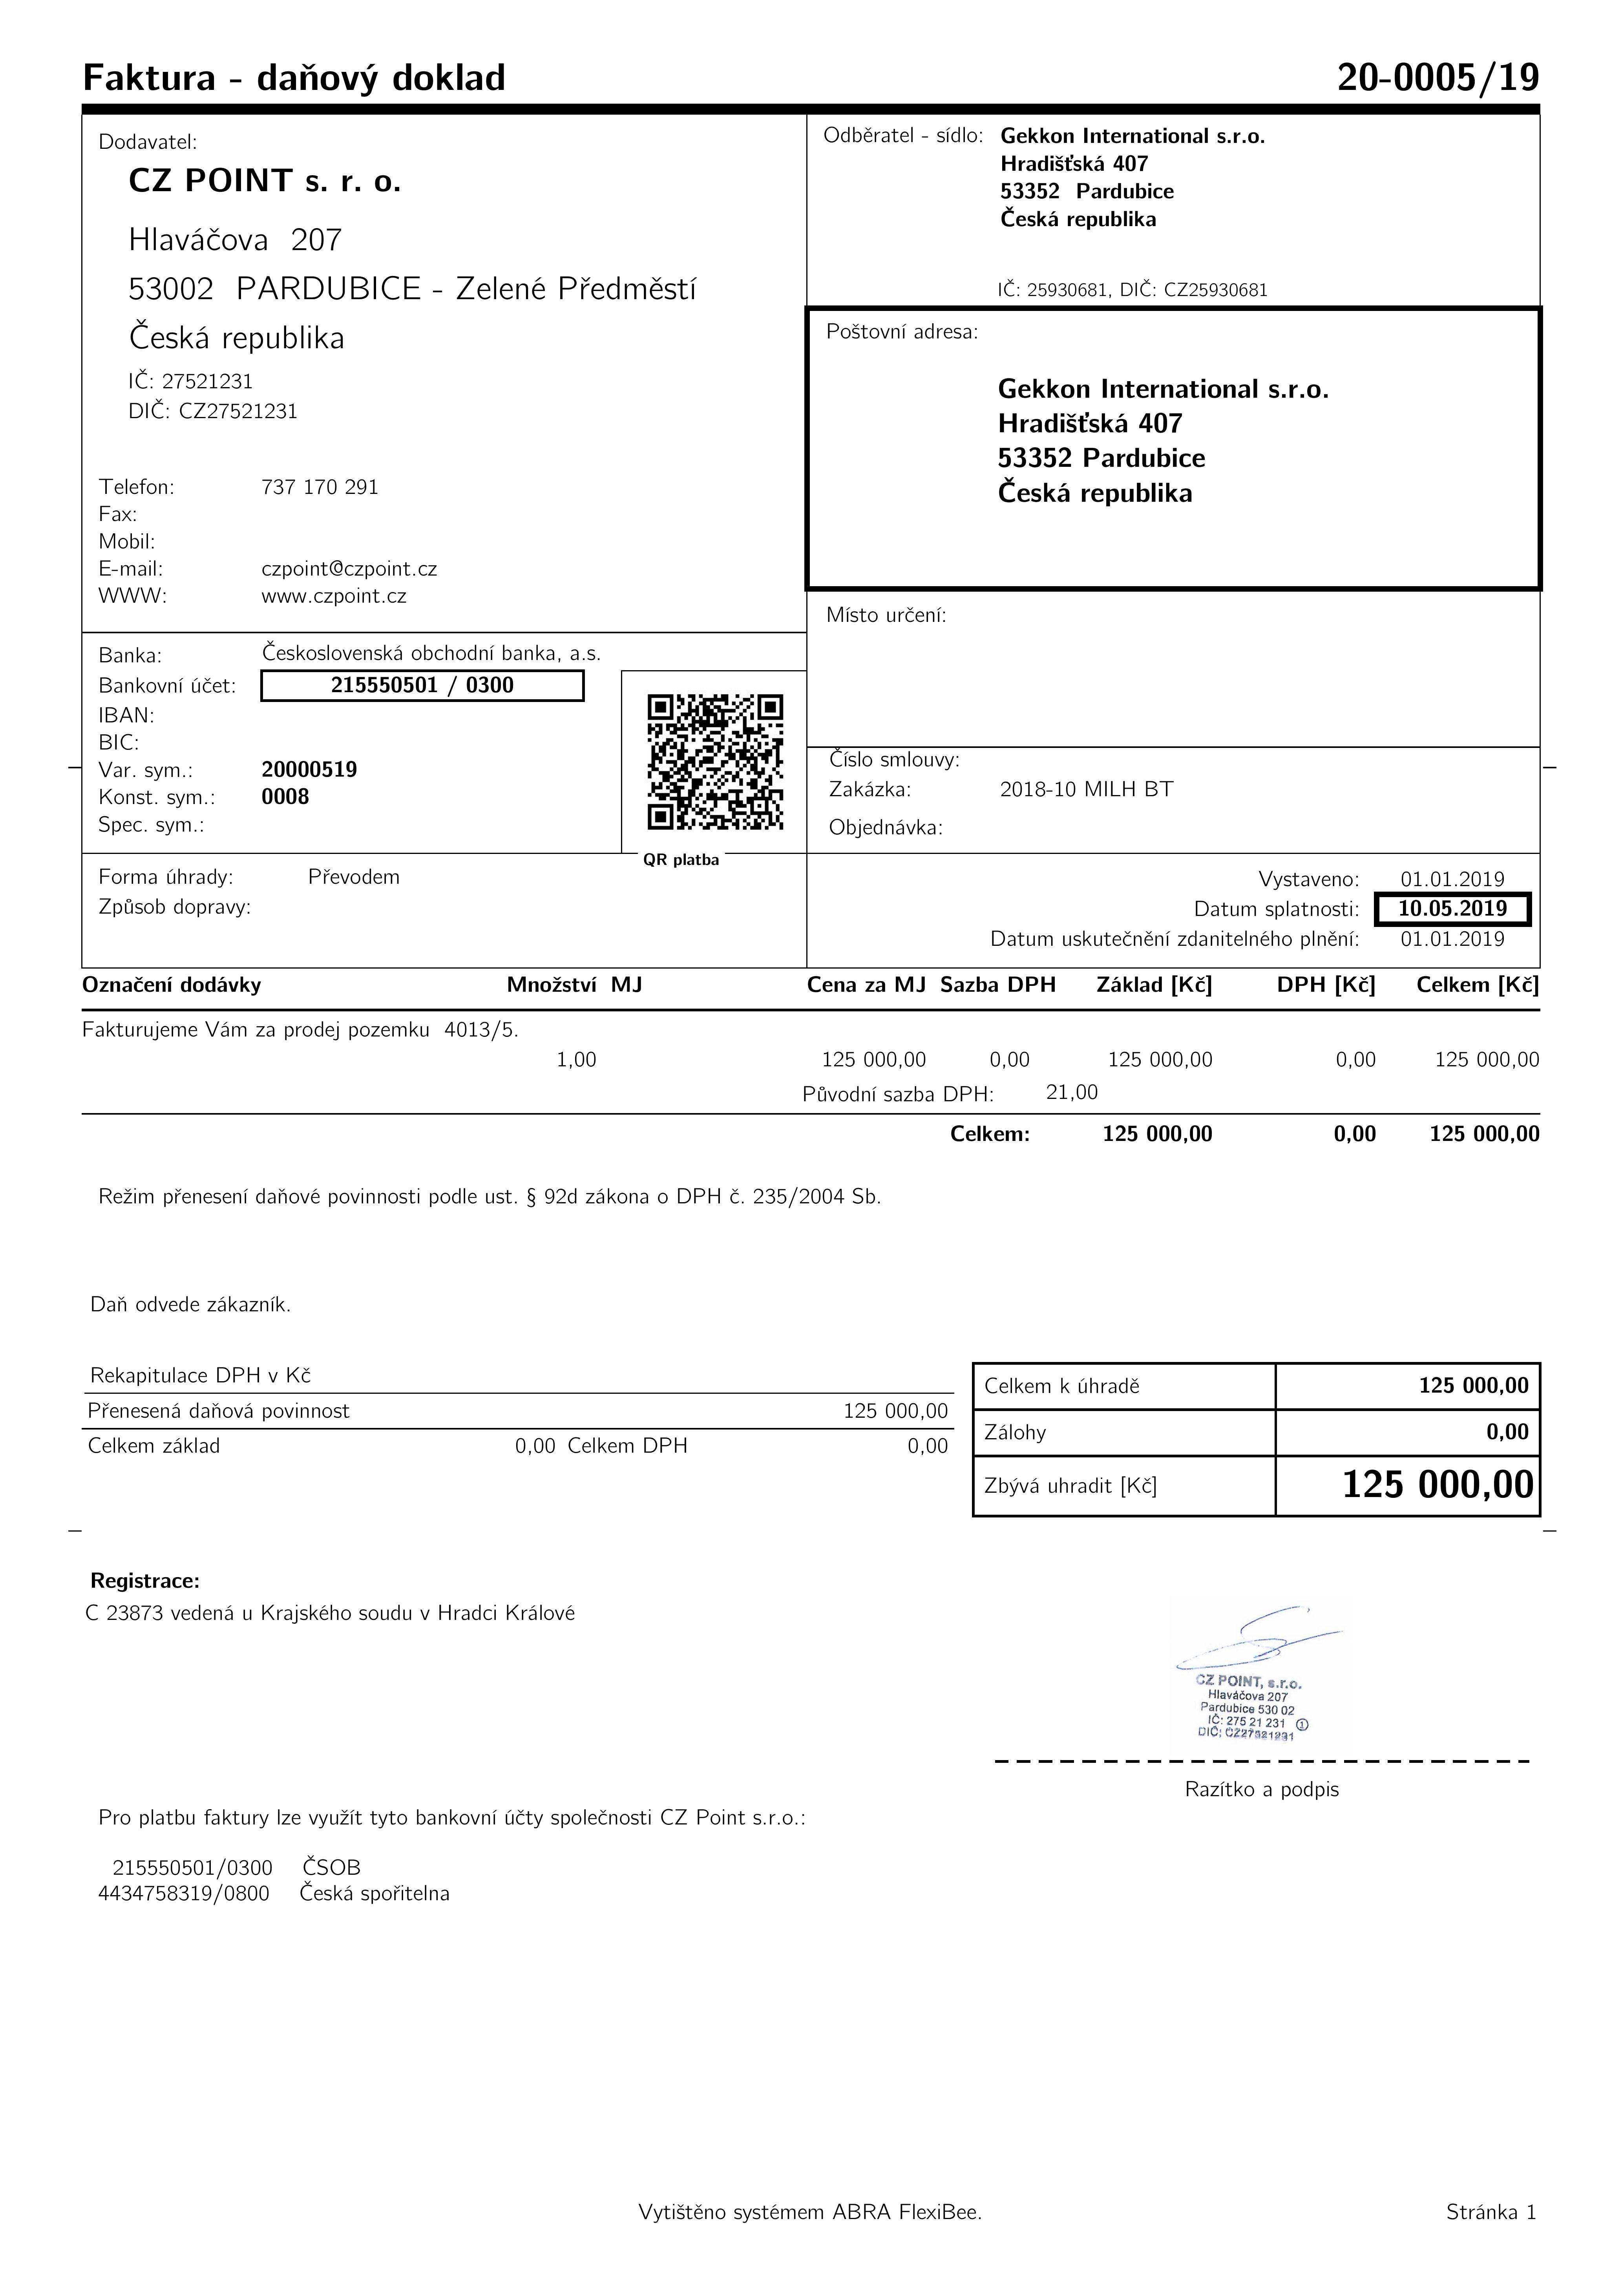 Faktura - daňový doklad 20-0005/19
Dodavatel:
CZ POINT s. r. o.
Hlaváčova 207
53002 PARDUBICE - Zelené Předměstí
Česká republika
IČ: 27521231
DIČ: CZ27521231
Telefon: 737 170 291
Fax:
Mobil:
E-mail: czpoint@czpoint.cz
WWW: www.czpoint.cz
Odběratel - sídlo: Gekkon International s.r.o.
Hradišťská 407
53352 Pardubice
Česká republika
IČ: 25930681, DIČ: CZ25930681
Poštovní adresa:
Gekkon International s.r.o.
Hradišťská 407
53352 Pardubice
Česká republika
Místo určení:
Banka: Československá obchodní banka, a.s.
Bankovní účet: 215550501 / 0300
IBAN:
BIC:
Var. sym.: 20000519
Konst. sym.: 0008
Spec. sym.:
QR platba
Číslo smlouvy:
Zakázka: 2018-10 MILH BT
Objednávka:
Forma úhrady: Převodem
Způsob dopravy:
Vystaveno: 01.01.2019
Datum splatnosti: 10.05.2019
Datum uskutečnění zdanitelného plnění: 01.01.2019
Označení dodávky Množství MJ Cena za MJ Sazba DPH Základ [Kč] DPH [Kč] Celkem [Kč]
Fakturujeme Vám za prodej pozemku 4013/5.
1,00 125 000,00 0,00 125 000,00 0,00 125 000,00
Původní sazba DPH: 21,00
Celkem: 125 000,00 0,00 125 000,00
Režim přenesení daňové povinnosti podle ust. § 92d zákona o DPH č. 235/2004 Sb.
Daň odvede zákazník.
Rekapitulace DPH v Kč
Přenesená daňová povinnost 125 000,00
Celkem základ 0,00 Celkem DPH 0,00
Celkem k úhradě 125 000,00
Zálohy 0,00
Zbývá uhradit [Kč] 125 000,00
Registrace:
C 23873 vedená u Krajského soudu v Hradci Králové
CZ POINT, s.r.o.
Hlaváčova 207
Pardubice 530 02
IČ: 275 21 231 1
DIČ: CZ27521231
Razítko a podpis
Pro platbu faktury lze využít tyto bankovní účty společnosti CZ Point s.r.o.:
215550501/0300 ČSOB
4434758319/0800 Česká spořitelna
Vytištěno systémem ABRA FlexiBee. Stránka 1